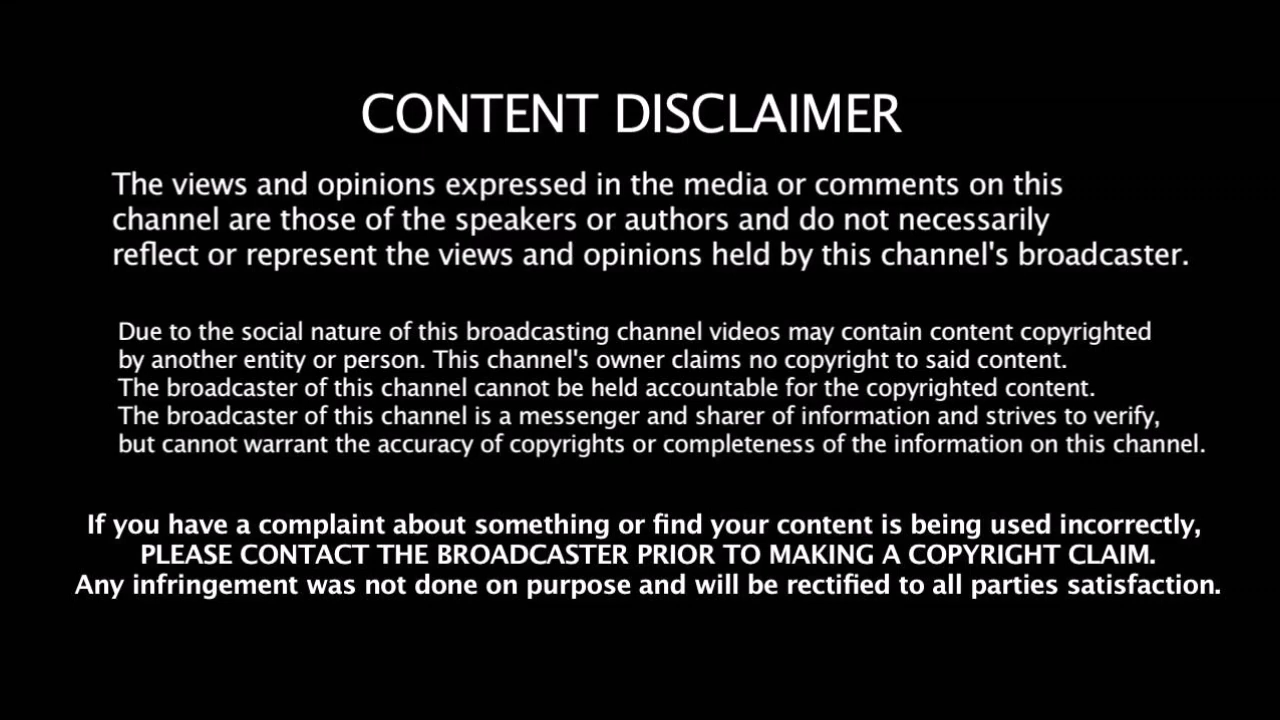 CONTENT DISCLAIMER
The views and opinions expressed in the media or comments on this
channel are those of the speakers or authors and do not necessarily
reflect or represent the views and opinions held by this channel's broadcaster.
Due to the social nature of this broadcasting channel videos may contain content copyrighted
by another entity or person. This channel's owner claims no copyright to said content.
The broadcaster of this channel cannot be held accountable for the copyrighted content.
The broadcaster of this channel is a messenger and sharer of information and strives to verify,
but cannot warrant the accuracy of copyrights or completeness of the information on this channel.
If you have a complaint about something or find your content is being used incorrectly,
PLEASE CONTACT THE BROADCASTER PRIOR TO MAKING A COPYRIGHT CLAIM.
Any infringement was not done on purpose and will be rectified to all parties satisfaction.